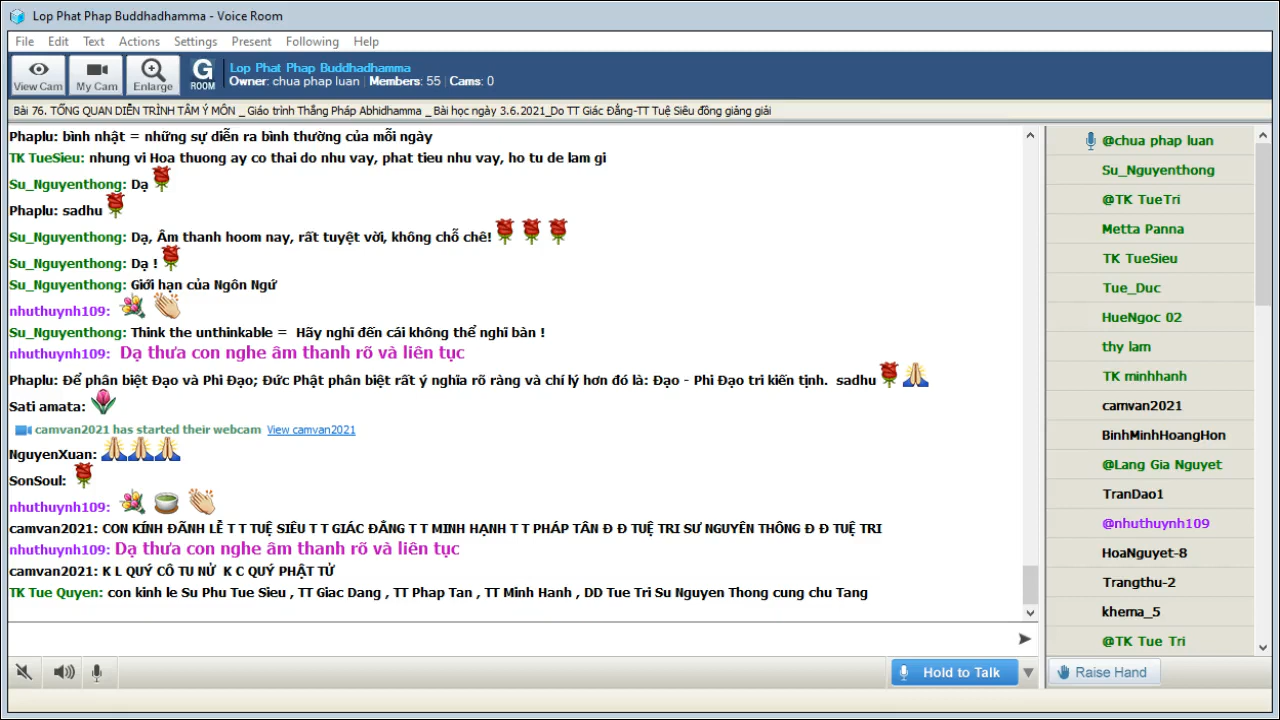 Lop Phat Phap Buddhadhamma - Voice Room
File Edit Text Actions Settings Present Following Help
View Cam My Cam Enlarge G ROOM
Lop Phat Phap Buddhadhamma
Owner: chua phap luan Members: 55 Cams: 0
Bài 76. TỔNG QUAN DIỄN TRÌNH TÂM Ý MÔN _ Giáo trình Thắng Pháp Abhidhamma _ Bài học ngày 3.6.2021_Do TT Giác Đẳng-TT Tuệ Siêu đồng giảng giải
Phaplu: bình nhật = những sự diễn ra bình thường của mỗi ngày
TK TueSieu: nhung vi Hoa thuong ay co thai do nhu vay, phat tieu nhu vay, ho tu de lam gi
Su_Nguyenthong: Dạ
Phaplu: sadhu
Su_Nguyenthong: Dạ, Âm thanh hoom nay, rất tuyệt vời, không chỗ chê!
Su_Nguyenthong: Dạ !
Su_Nguyenthong: Giới hạn của Ngôn Ngứ
nhuthuynh109:
Su_Nguyenthong: Think the unthinkable = Hãy nghĩ đến cái không thể nghĩ bàn !
nhuthuynh109: Dạ thưa con nghe âm thanh rõ và liên tục
Phaplu: Để phân biệt Đạo và Phi Đạo; Đức Phật phân biệt rất ý nghĩa rõ ràng và chí lý hơn đó là: Đạo - Phi Đạo tri kiến tịnh. sadhu
Sati amata:
camvan2021 has started their webcam View camvan2021
NguyenXuan:
SonSoul:
nhuthuynh109:
camvan2021: CON KÍNH ĐÃNH LỄ T T TUỆ SIÊU T T GIÁC ĐẲNG T T MINH HẠNH T T PHÁP TÂN Đ Đ TUỆ TRI SƯ NGUYÊN THÔNG Đ Đ TUỆ TRI
nhuthuynh109: Dạ thưa con nghe âm thanh rõ và liên tục
camvan2021: K L QUÝ CÔ TU NỬ K C QUÝ PHẬT TỬ
TK Tue Quyen: con kinh le Su Phu Tue Sieu , TT Giac Dang , TT Phap Tan , TT Minh Hanh , DD Tue Tri Su Nguyen Thong cung chu Tang
@chua phap luan
Su_Nguyenthong
@TK TueTri
Metta Panna
TK TueSieu
Tue_Duc
HueNgoc 02
thy lam
TK minhhanh
camvan2021
BinhMinhHoangHon
@Lang Gia Nguyet
TranDao1
@nhuthuynh109
HoaNguyet-8
Trangthu-2
khema_5
@TK Tue Tri
Hold to Talk
Raise Hand